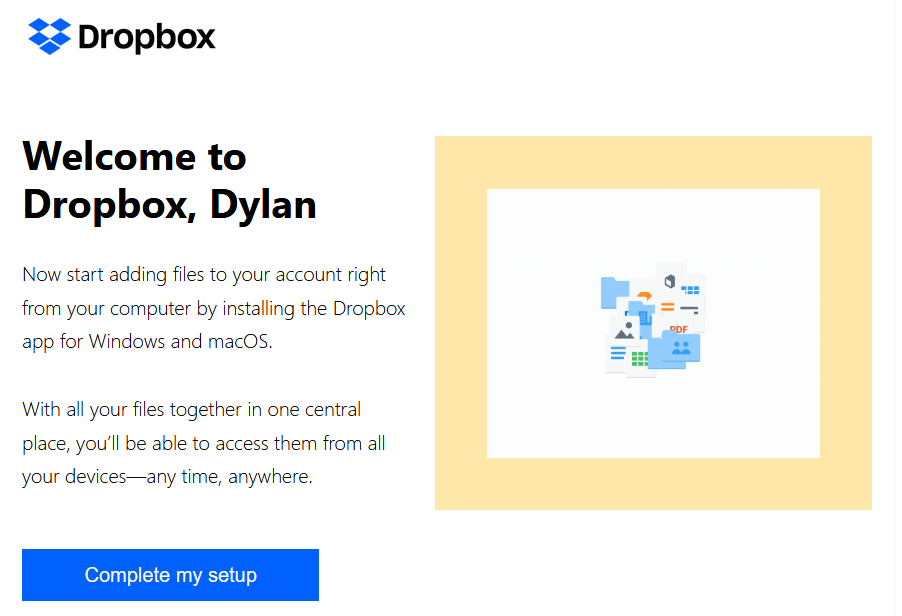 Dropbox
Welcome to
Dropbox, Dylan
Now start adding files to your account right
from your computer by installing the Dropbox
app for Windows and macOS.
With all your files together in one central
place, you’ll be able to access them from all
your devices—any time, anywhere.
PDF
Complete my setup